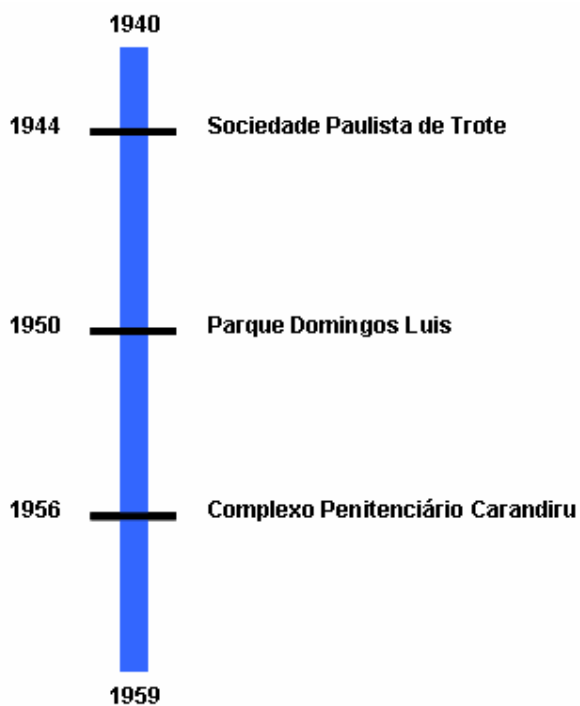 1940
1944 Sociedade Paulista de Trote
1950 Parque Domingos Luis
1956 Complexo Penitenciário Carandiru
1959